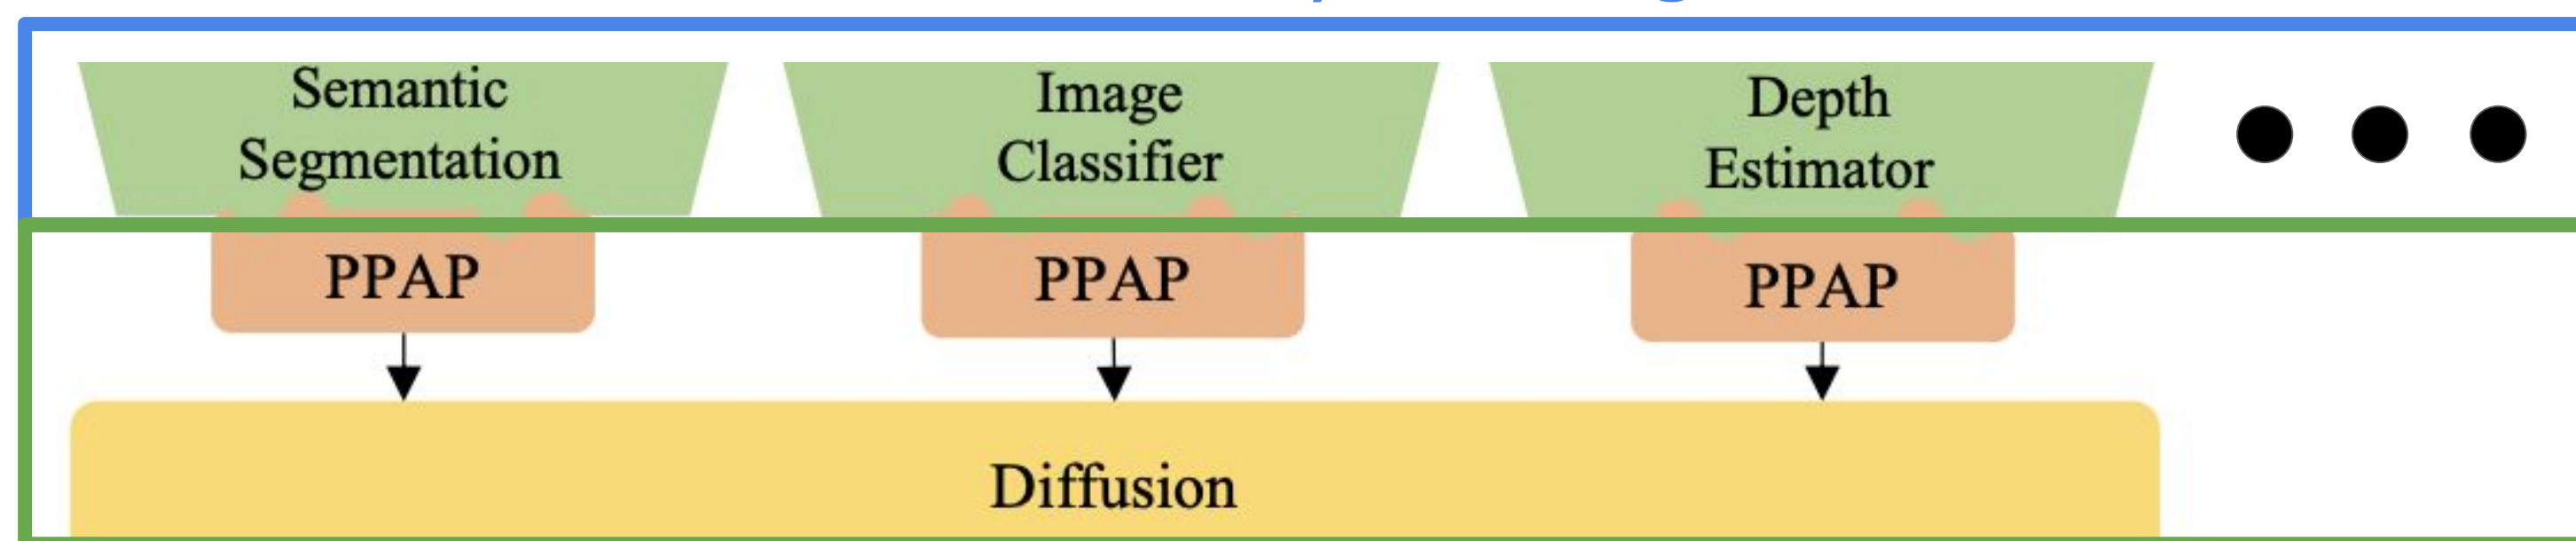 Semantic
Segmentation
Image
Classifier
Depth
Estimator
PPAP
PPAP
PPAP
Diffusion